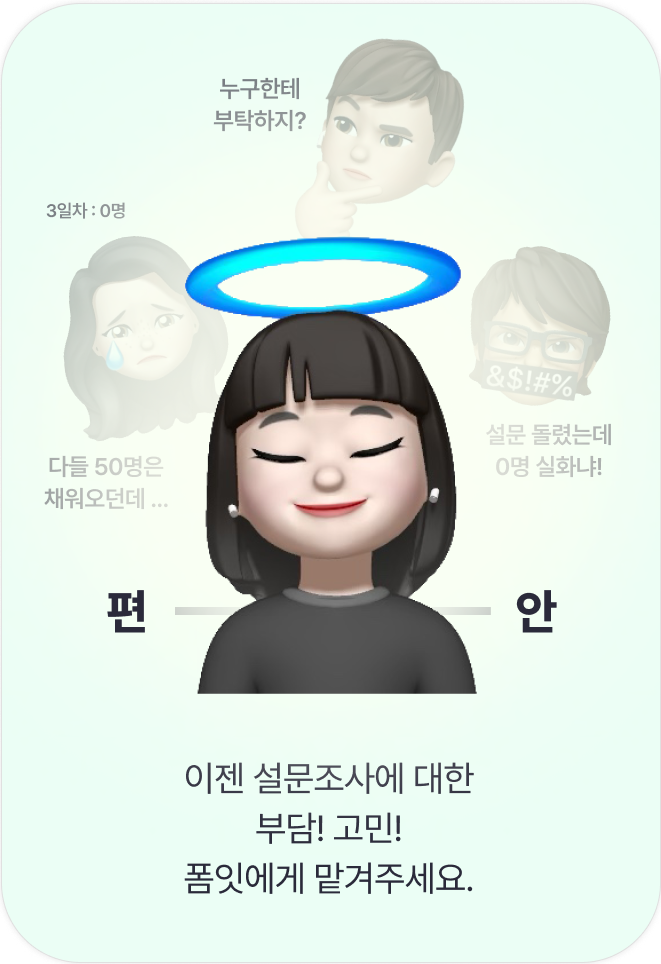 누구한테
부탁하지?
3일차 : 0명
&$!#%
다들 50명은
채워오던데 ...
설문 돌렸는데
0명 실화냐!
편 안
이젠 설문조사에 대한
부담! 고민!
폼잇에게 맡겨주세요.